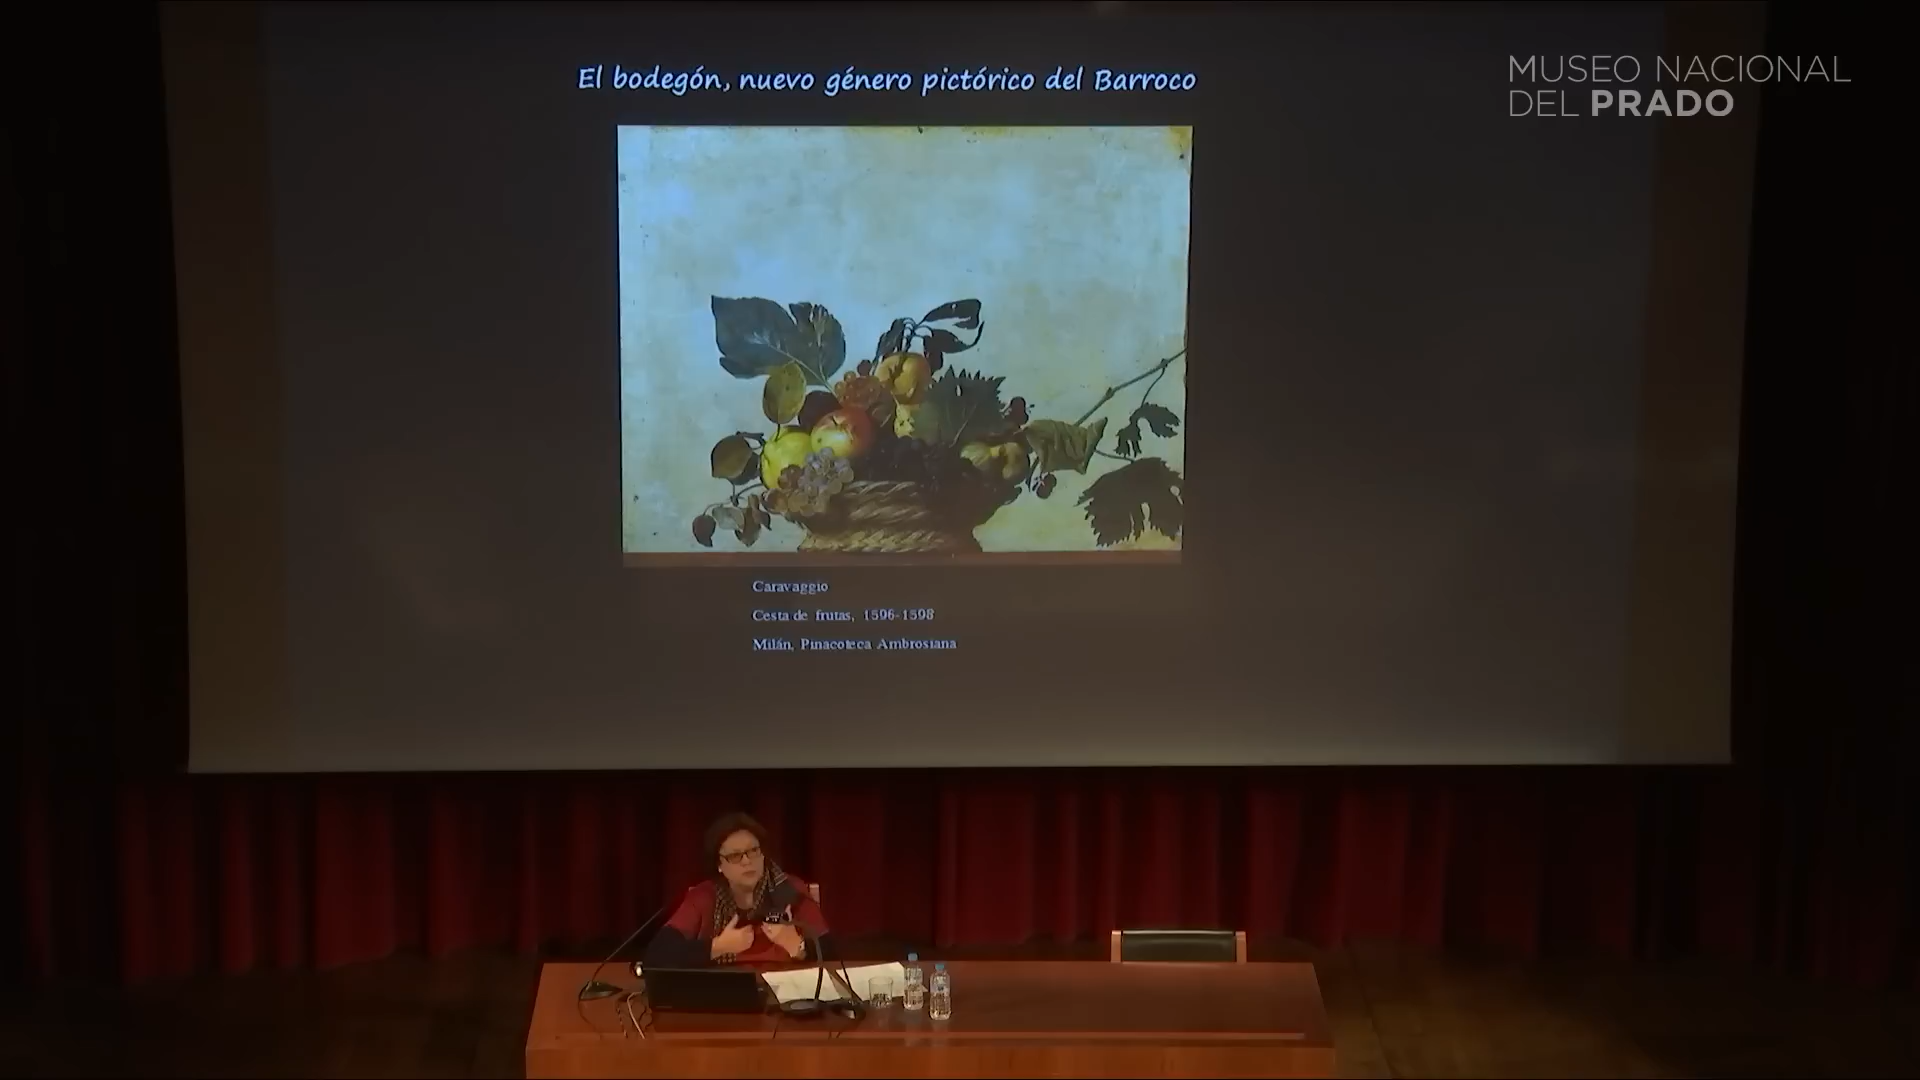 El bodegón, nuevo género pictórico del Barroco
MUSEO NACIONAL
DEL PRADO
Caravaggio
Cesta de frutas, 1596-1598
Milán, Pinacoteca Ambrosiana